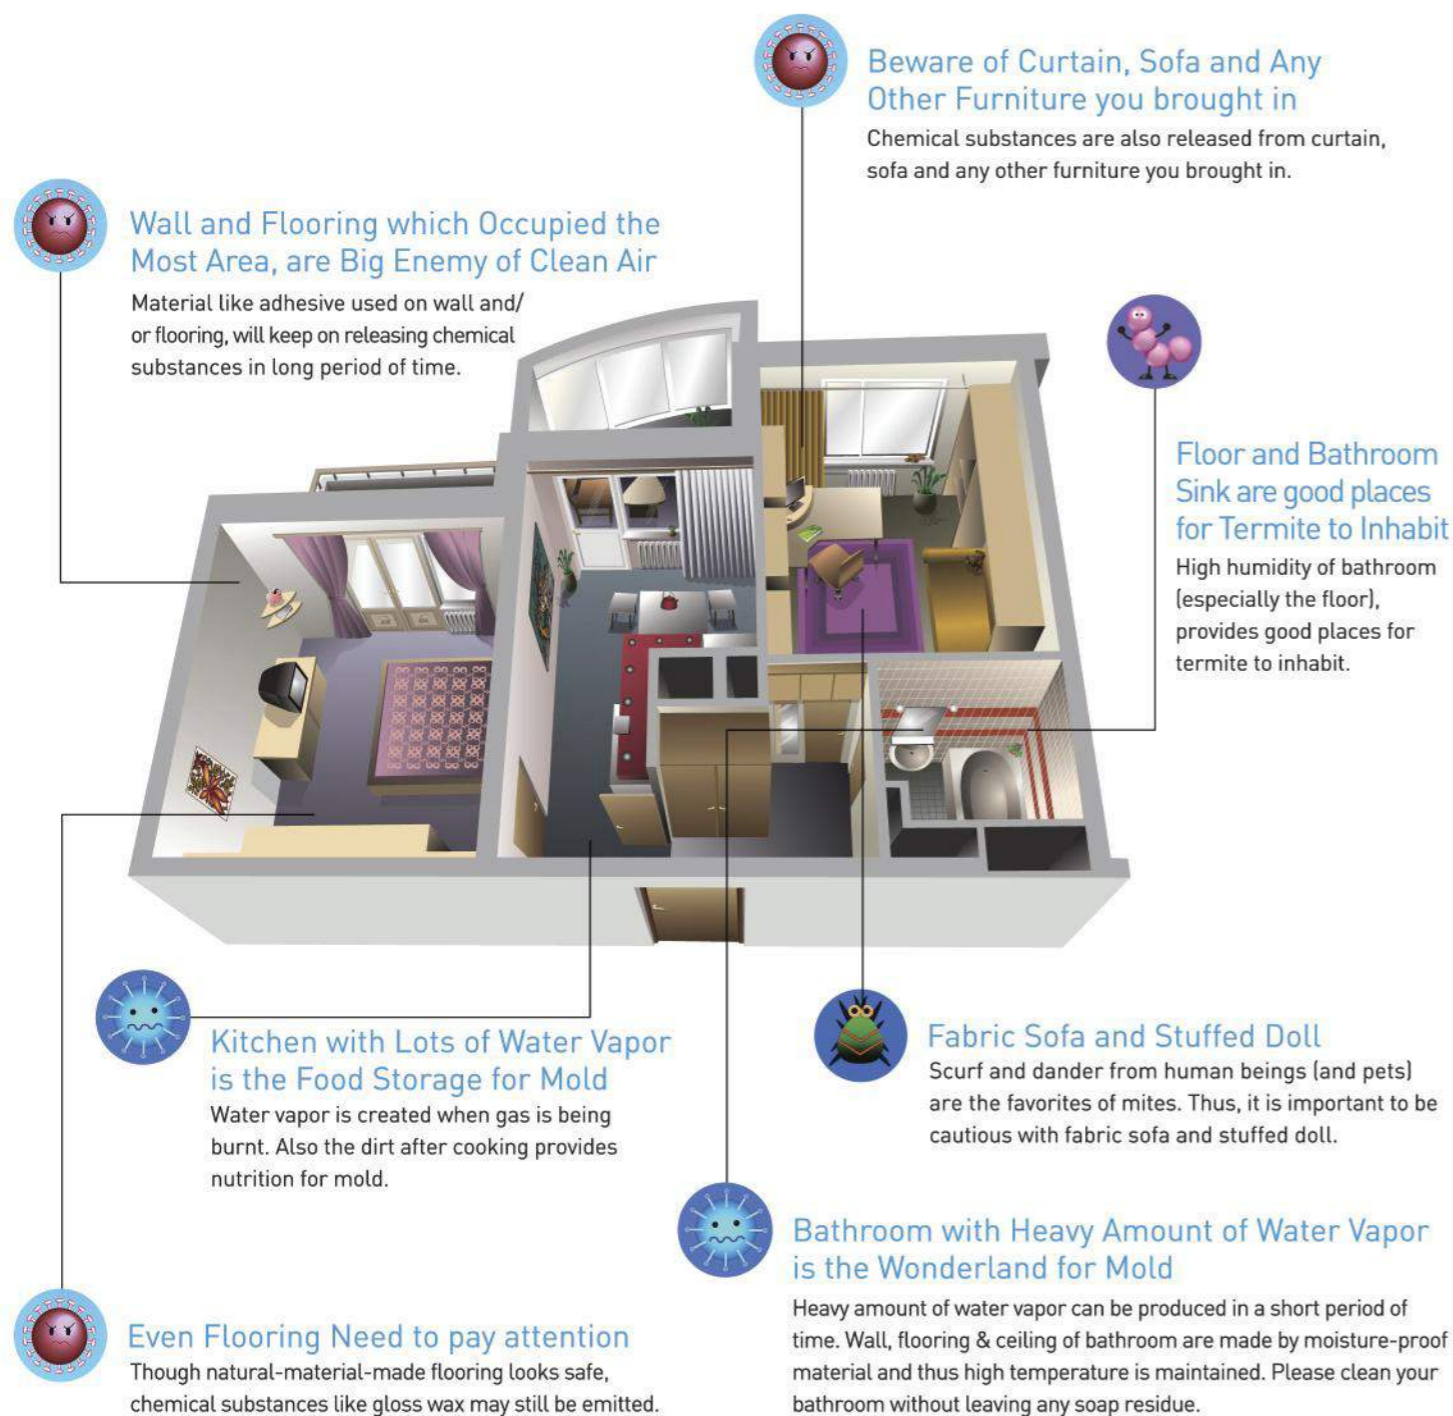 Beware of Curtain, Sofa and Any
Other Furniture you brought in
Chemical substances are also released from curtain,
sofa and any other furniture you brought in.
Wall and Flooring which Occupied the
Most Area, are Big Enemy of Clean Air
Material like adhesive used on wall and/
or flooring, will keep on releasing chemical
substances in long period of time.
Floor and Bathroom
Sink are good places
for Termite to Inhabit
High humidity of bathroom
(especially the floor),
provides good places for
termite to inhabit.
Kitchen with Lots of Water Vapor
is the Food Storage for Mold
Water vapor is created when gas is being
burnt. Also the dirt after cooking provides
nutrition for mold.
Fabric Sofa and Stuffed Doll
Scurf and dander from human beings (and pets)
are the favorites of mites. Thus, it is important to be
cautious with fabric sofa and stuffed doll.
Bathroom with Heavy Amount of Water Vapor
is the Wonderland for Mold
Heavy amount of water vapor can be produced in a short period of
time. Wall, flooring & ceiling of bathroom are made by moisture-proof
material and thus high temperature is maintained. Please clean your
bathroom without leaving any soap residue.
Even Flooring Need to pay attention
Though natural-material-made flooring looks safe,
chemical substances like gloss wax may still be emitted.